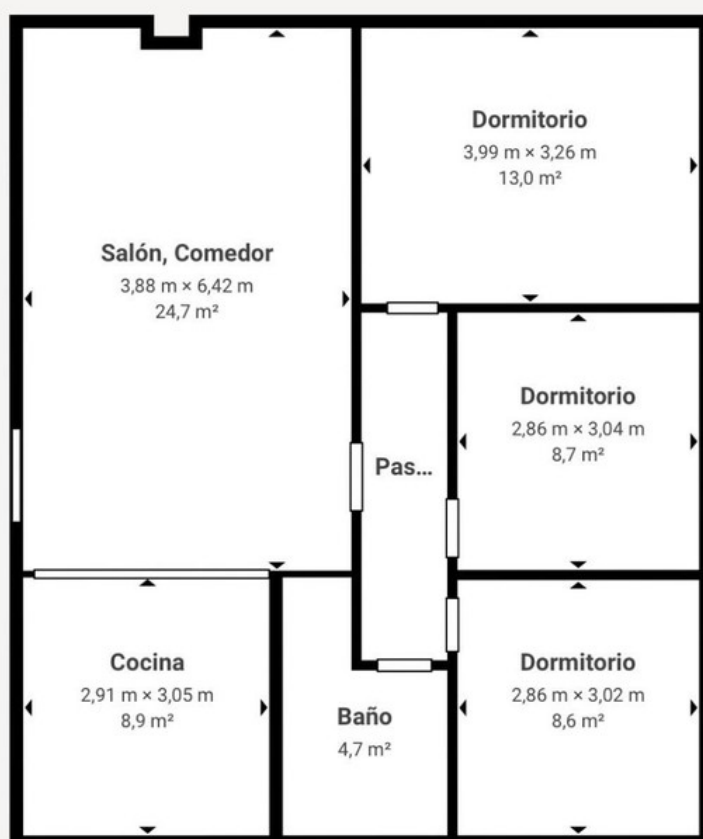 Dormitorio
3,99 m × 3,26 m
13,0 m²
Salón, Comedor
3,88 m × 6,42 m
24,7 m²
Dormitorio
2,86 m × 3,04 m
8,7 m²
Pas...
Cocina
2,91 m × 3,05 m
8,9 m²
Baño
4,7 m²
Dormitorio
2,86 m × 3,02 m
8,6 m²